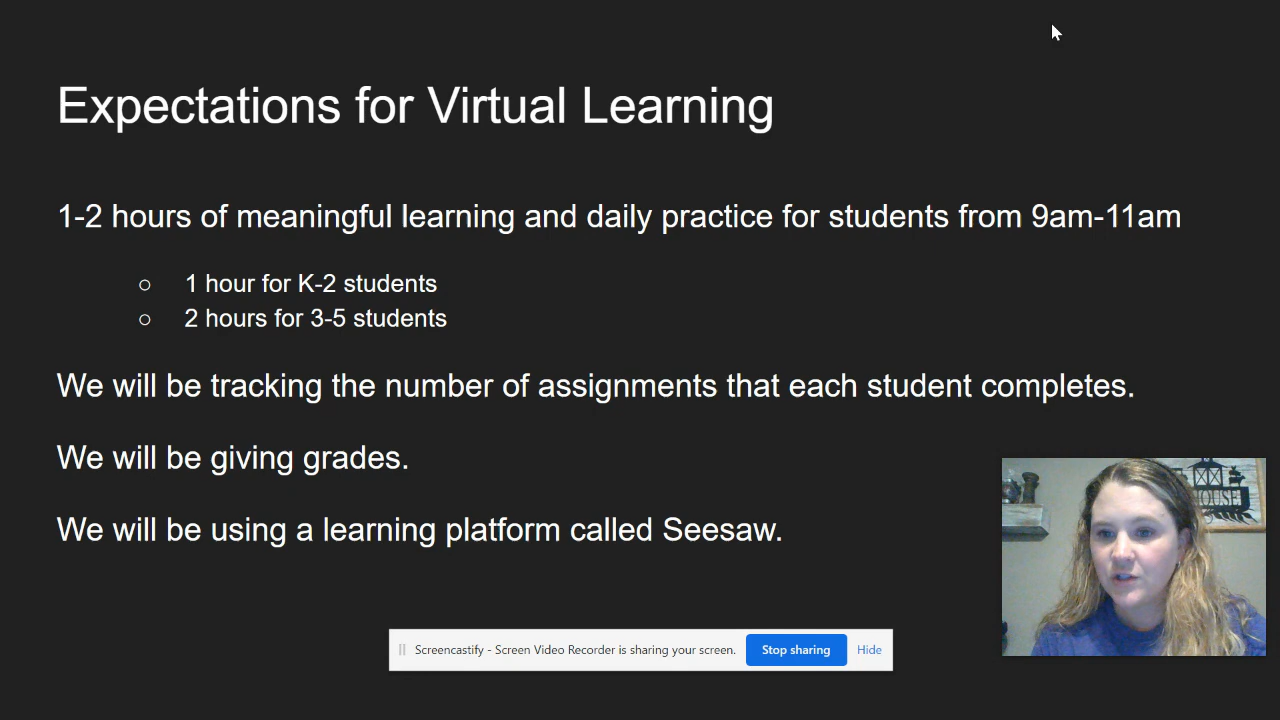 Expectations for Virtual Learning
1-2 hours of meaningful learning and daily practice for students from 9am-11am
○ 1 hour for K-2 students
○ 2 hours for 3-5 students
We will be tracking the number of assignments that each student completes.
We will be giving grades.
We will be using a learning platform called Seesaw.
HOUSE
Screencastify - Screen Video Recorder is sharing your screen. Stop sharing Hide